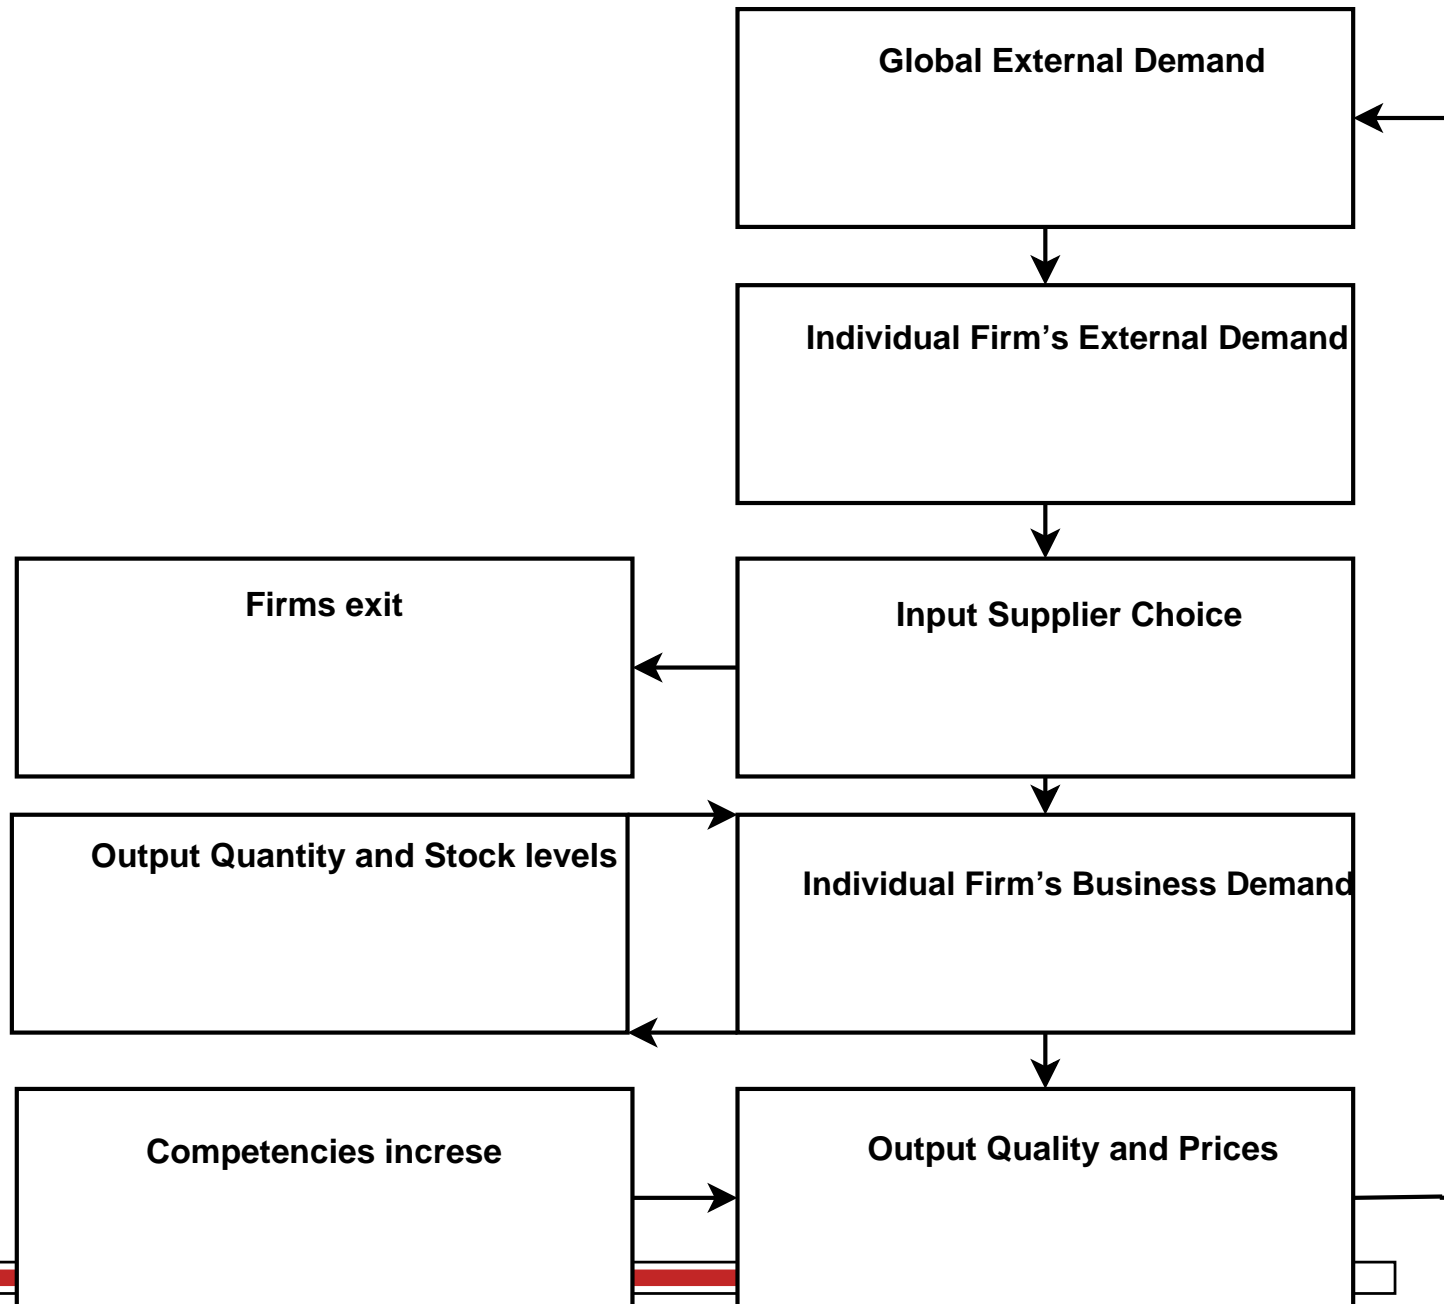 Global External Demand
Individual Firm’s External Demand
Firms exit
Input Supplier Choice
Output Quantity and Stock levels
Individual Firm’s Business Demand
Competencies increse
Output Quality and Prices